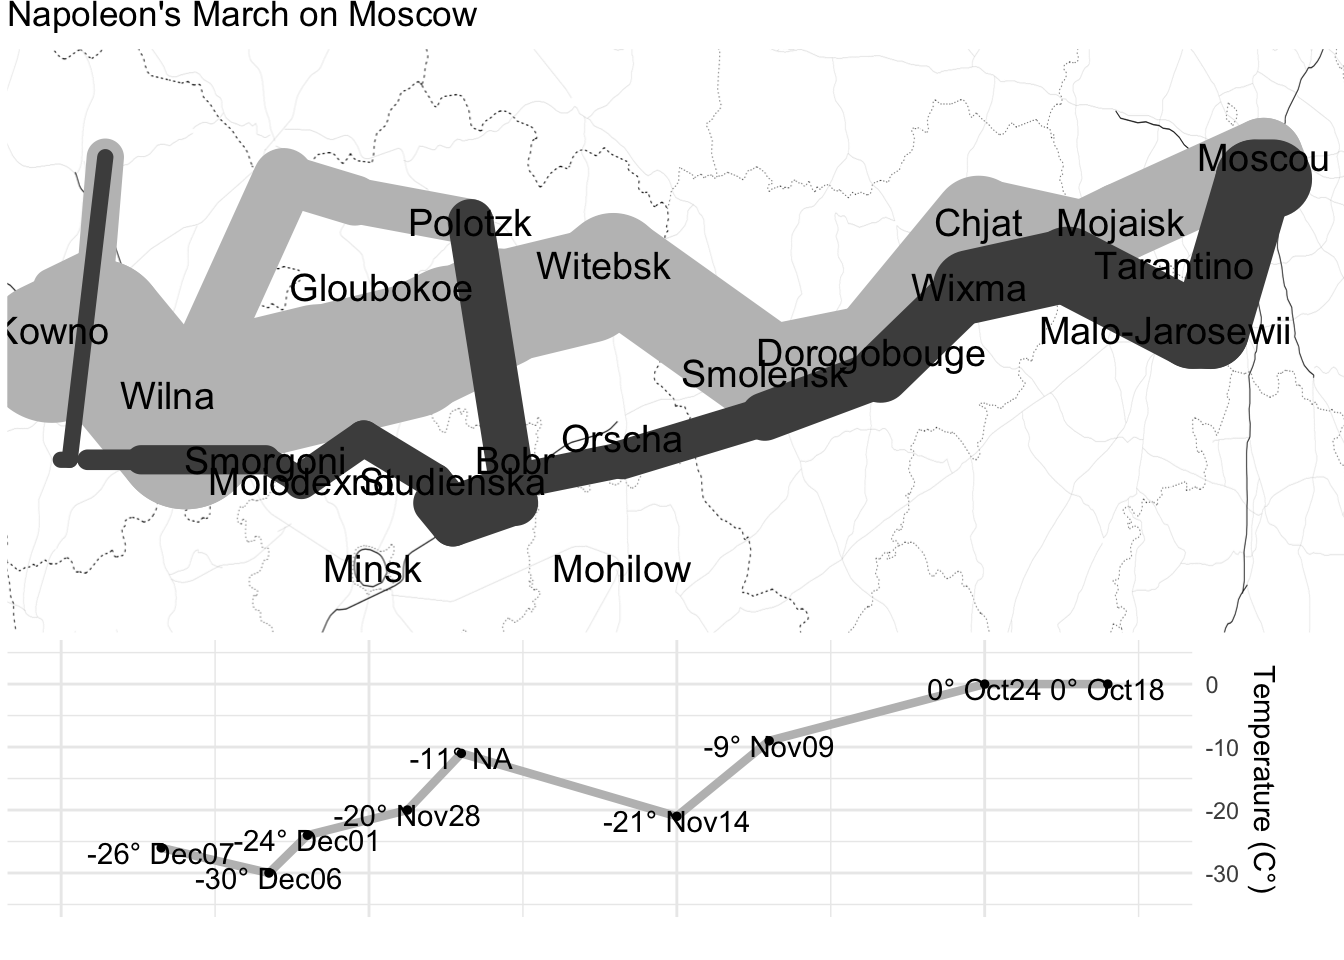 Napoleon's March on Moscow
Moscou
Polotzk
Chjat
Mojaisk
Witebsk
Tarantino
Gloubokoe
Wixma
Kowno
Malo-Jarosewii
Dorogobouge
Smolensk
Wilna
Orscha
Smorgoni
Bobr
Molodexno
Studienska
Minsk
Mohilow
0° Oct24
0° Oct18
-9° Nov09
-11° NA
-20° Nov28
-21° Nov14
-24° Dec01
-26° Dec07
-30° Dec06
0
-10
-20
-30
Temperature (C°)